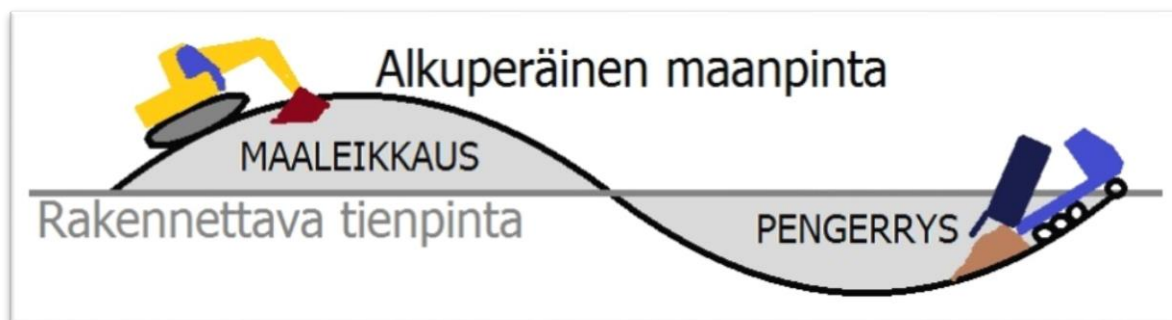 Alkuperäinen maanpinta
MAALEIKKAUS
Rakennettava tienpinta
PENGERRYS